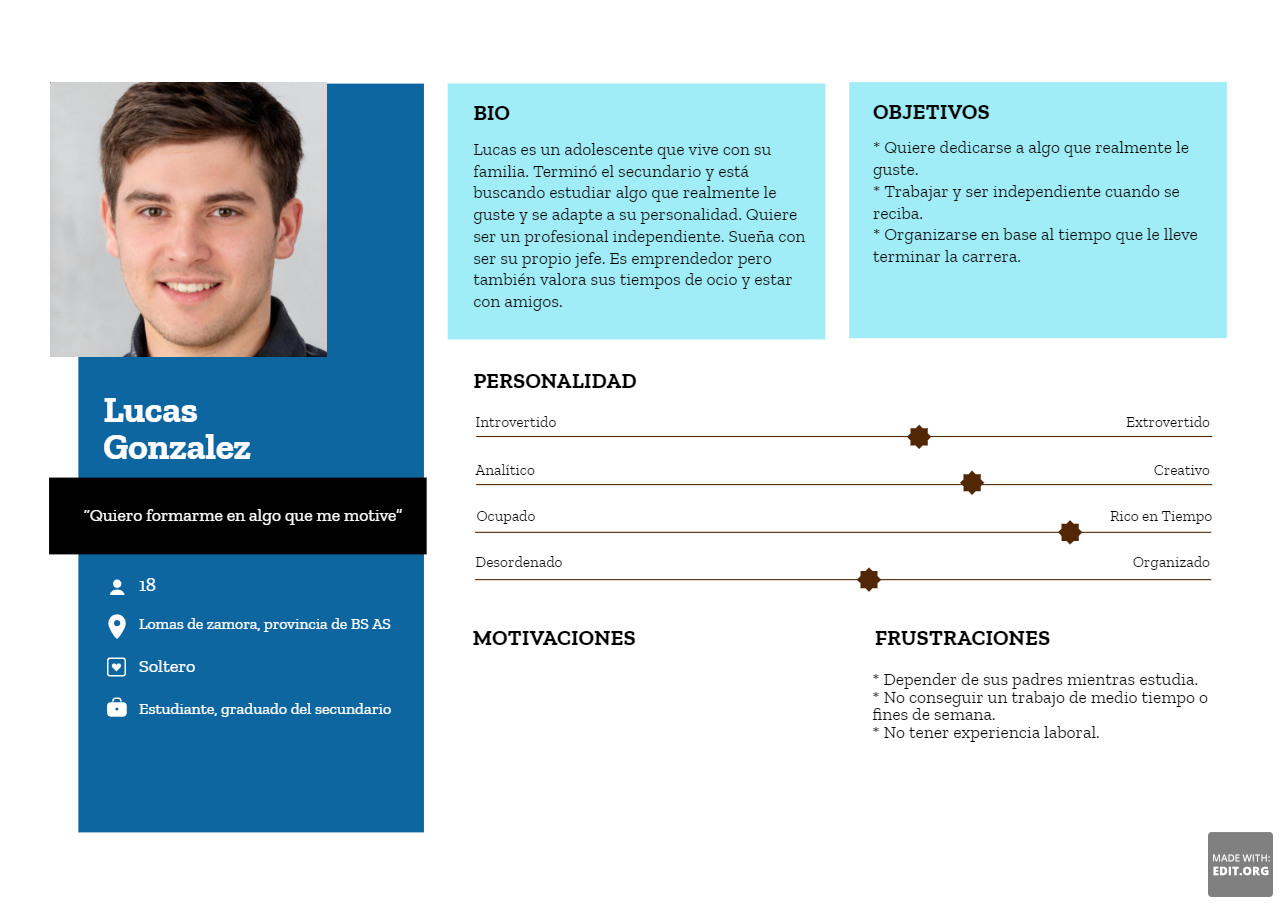 Lucas
Gonzalez
"Quiero formarme en algo que me motive"
18
Lomas de zamora, provincia de BS AS
Soltero
Estudiante, graduado del secundario
BIO
Lucas es un adolescente que vive con su
familia. Terminó el secundario y está
buscando estudiar algo que realmente le
guste y se adapte a su personalidad. Quiere
ser un profesional independiente. Sueña con
ser su propio jefe. Es emprendedor pero
también valora sus tiempos de ocio y estar
con amigos.
OBJETIVOS
* Quiere dedicarse a algo que realmente le
guste.
* Trabajar y ser independiente cuando se
reciba.
* Organizarse en base al tiempo que le lleve
terminar la carrera.
PERSONALIDAD
Introvertido Extrovertido
Analítico Creativo
Ocupado Rico en Tiempo
Desordenado Organizado
MOTIVACIONES
FRUSTRACIONES
* Depender de sus padres mientras estudia.
* No conseguir un trabajo de medio tiempo o
fines de semana.
* No tener experiencia laboral.
MADE WITH:
EDIT.ORG